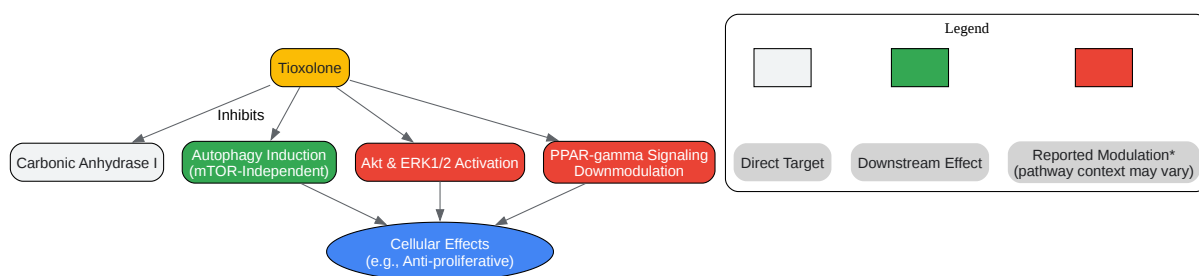 Legend
Tioxolone
Inhibits
Carbonic Anhydrase I
Autophagy Induction
(mTOR-Independent)
Akt & ERK1/2 Activation
PPAR-gamma Signaling
Downmodulation
Direct Target
Downstream Effect
Reported Modulation*
(pathway context may vary)
Cellular Effects
(e.g., Anti-proliferative)